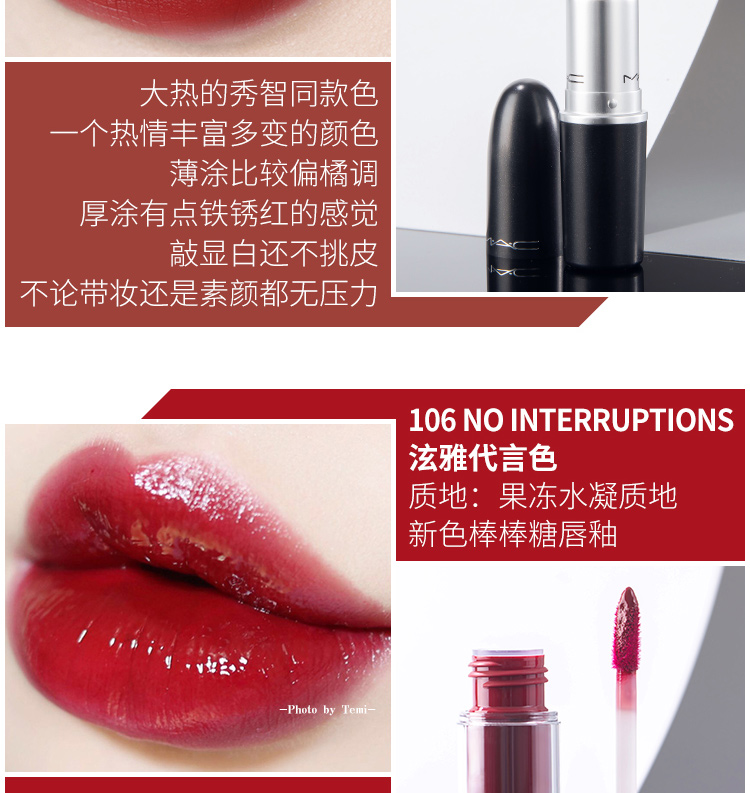 大热的秀智同款色
一个热情丰富多变的颜色
薄涂比较偏橘调
厚涂有点铁锈红的感觉
敲显白还不挑皮
不论带妆还是素颜都无压力
MAC
106 NO INTERRUPTIONS
泫雅代言色
质地：果冻水凝质地
新色棒棒糖唇釉
—Photo by Temi—